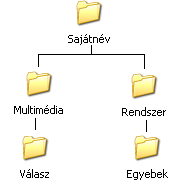 Sajátnév
Multimédia
Rendszer
Válasz
Egyebek